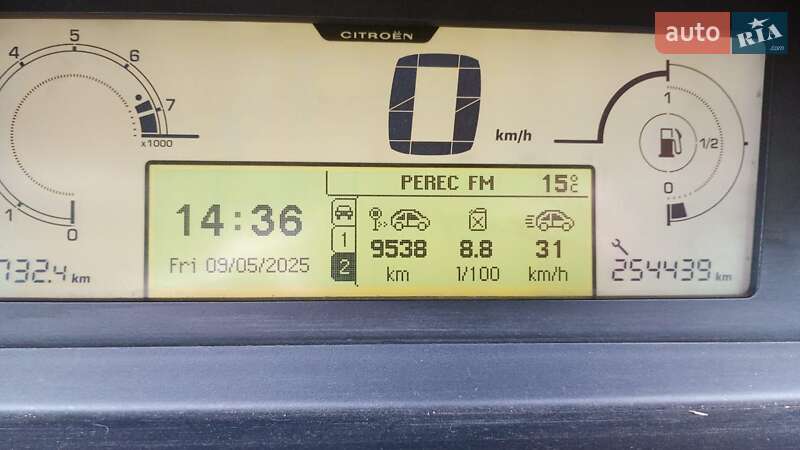 CITROËN
auto RIA .com
4 5 6 7
x1000
1
0
0
km/h
1
1/2
0
PEREC FM 15°C
14:36
Fri 09/05/2025
1
2
9538 8.8 31
km l/100 km/h
732.4 km
254439 km